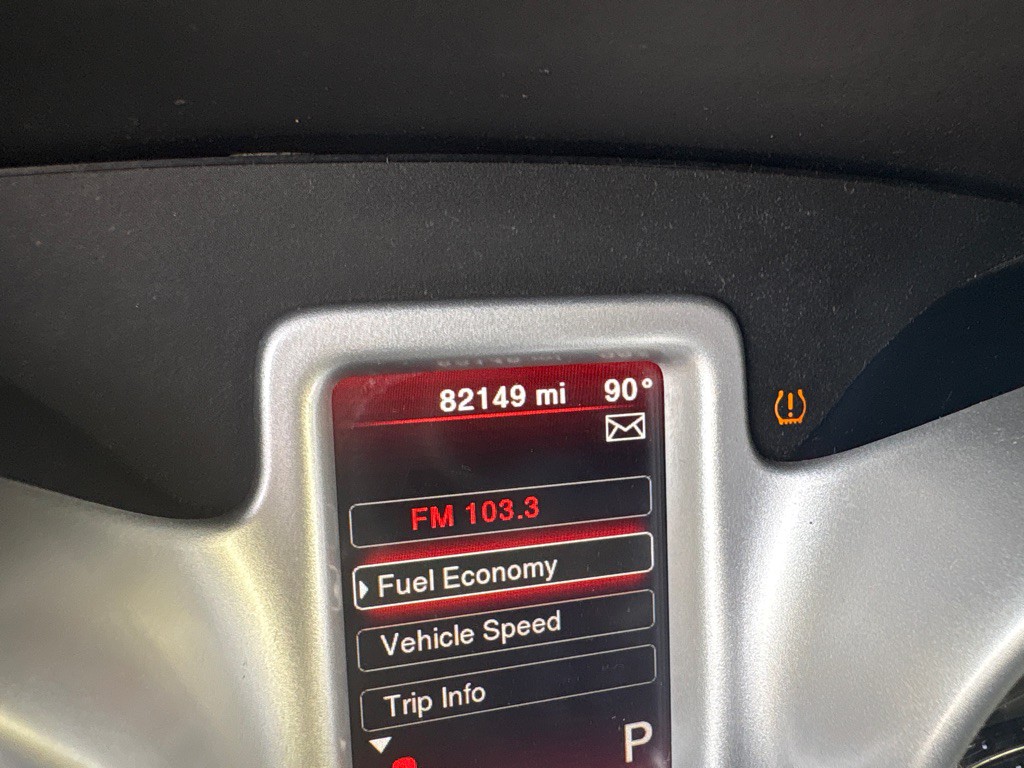 82149 mi 90°
FM 103.3
Fuel Economy
Vehicle Speed
Trip Info
P